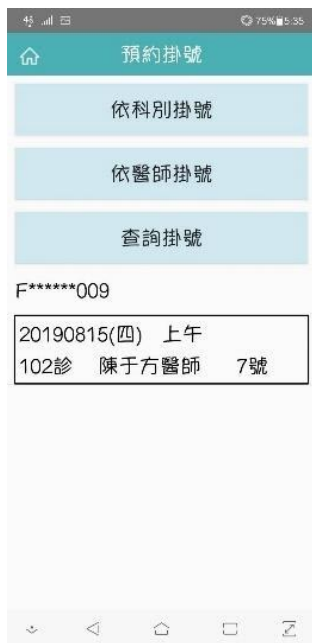 75% 5:35
預約掛號
依科別掛號
依醫師掛號
查詢掛號
F******009
20190815(四) 上午
102診 陳于方醫師 7號